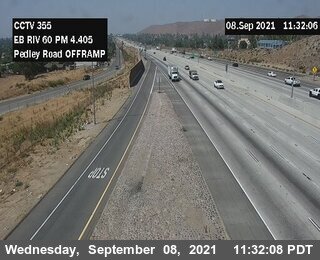 CCTV 355
EB RIV 60 PM 4.405
Pedley Road OFFRAMP
08.Sep 2021
11:32:06
STOP
Wednesday, September 08, 2021 11:32:08 PDT